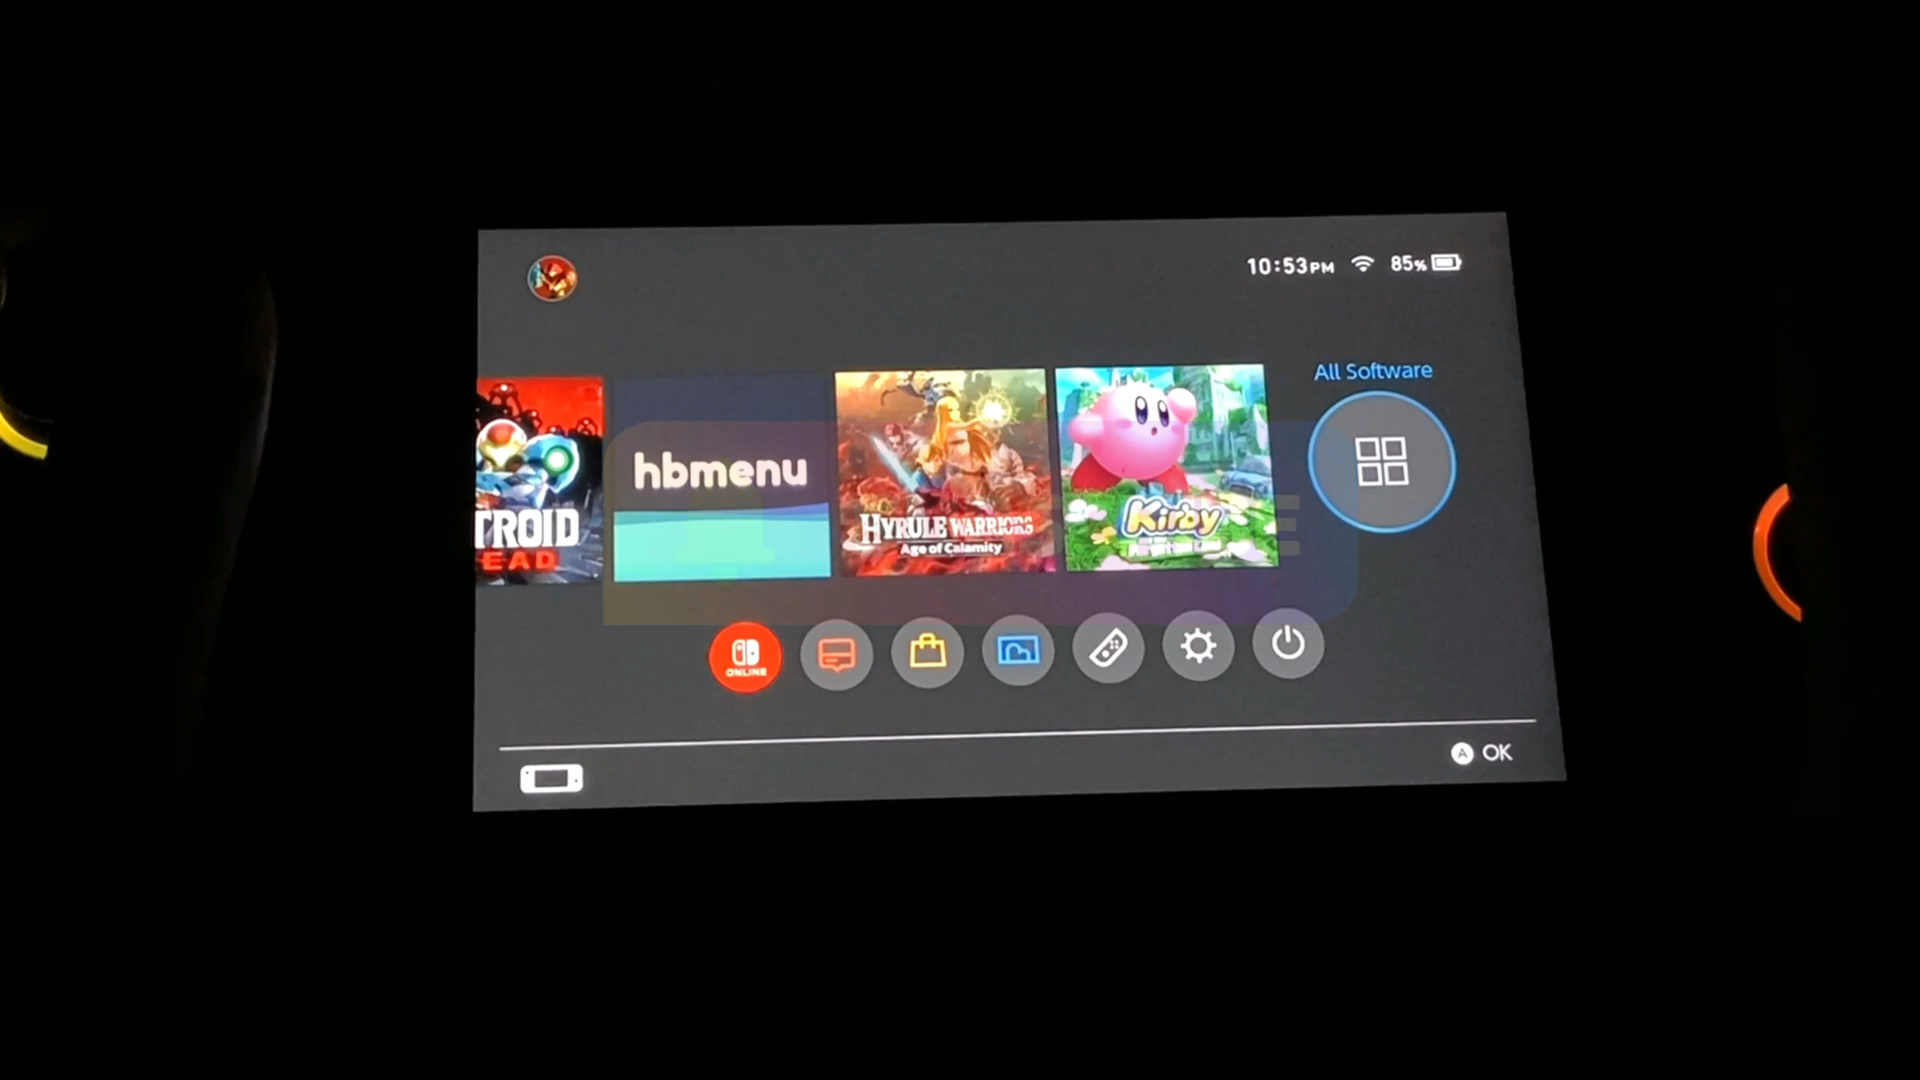 10:53PM 85%
All Software
TROID
EAD
hbmenu
HYRULE WARRIORS
Age of Calamity
Kirby
ONLINE
A OK